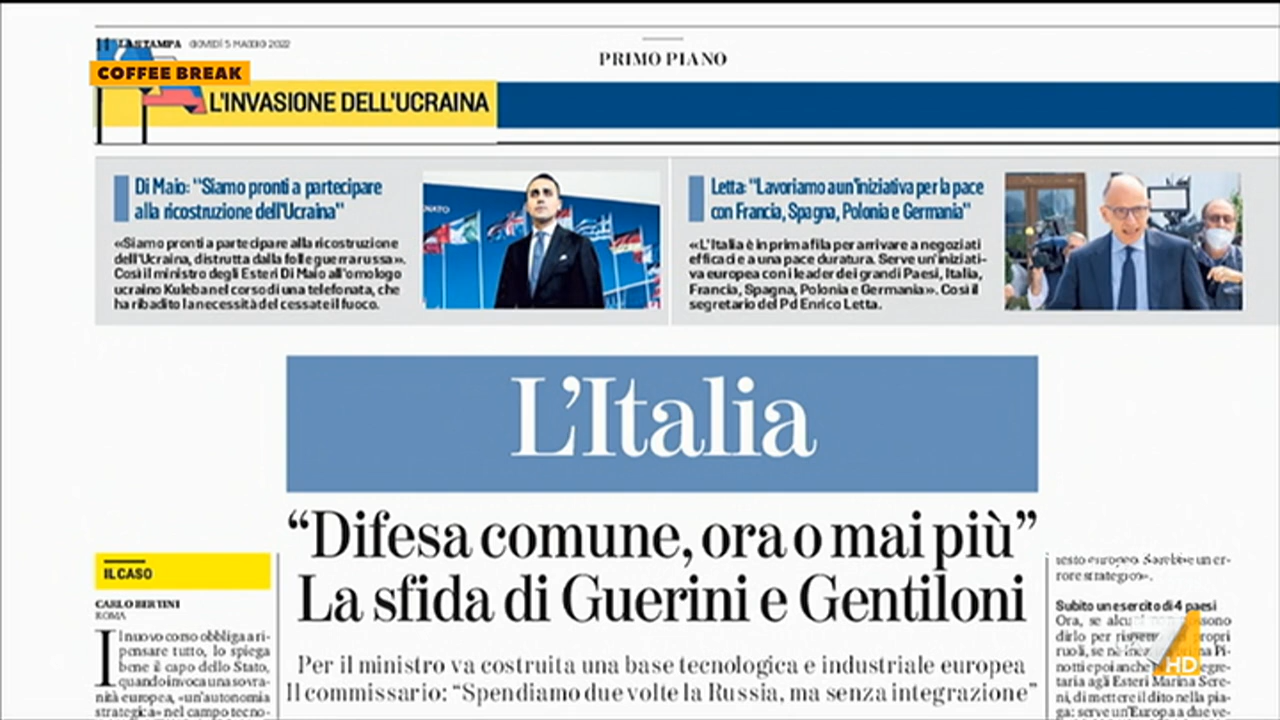 LA STAMPA GIOVEDÌ 5 MAGGIO 2022
PRIMO PIANO
COFFEE BREAK
L'INVASIONE DELL'UCRAINA
Di Maio: "Siamo pronti a partecipare
alla ricostruzione dell'Ucraina"
«Siamo pronti a partecipare alla ricostruzione
dell'Ucraina, distrutta dalla folle guerra russa».
Così il ministro degli Esteri Di Maio all'omologo
ucraino Kuleba nel corso di una telefonata, che
ha ribadito la necessità del cessate il fuoco.
NATO
Letta: "Lavoriamo a un'iniziativa per la pace
con Francia, Spagna, Polonia e Germania"
«L'Italia è in prima fila per arrivare a negoziati
efficaci e a una pace duratura. Serve un'iniziati-
va europea con i leader dei grandi Paesi, Italia,
Francia, Spagna, Polonia e Germania». Così il
segretario del Pd Enrico Letta.
L'Italia
“Difesa comune, ora o mai più”
La sfida di Guerini e Gentiloni
Per il ministro va costruita una base tecnologica e industriale europea
Il commissario: “Spendiamo due volte la Russia, ma senza integrazione”
IL CASO
CARLO BERTINI
ROMA
Il nuovo corso obbliga a ri-
pensare tutto, lo spiega
bene il capo dello Stato,
quando invoca una sovra-
nità europea, «un'autonomia
strategica» nel campo tecno-
testo europeo. Sarebbe un er-
rore strategico».
Subito un esercito di 4 paesi
Ora, se
dirlo per propri
ruoli, se Pi-
notti e poi anche
taria agli Esteri Marina Sere-
ni, di mettere il dito nella pia-
ga: serve un'Europa a due ve-
HD